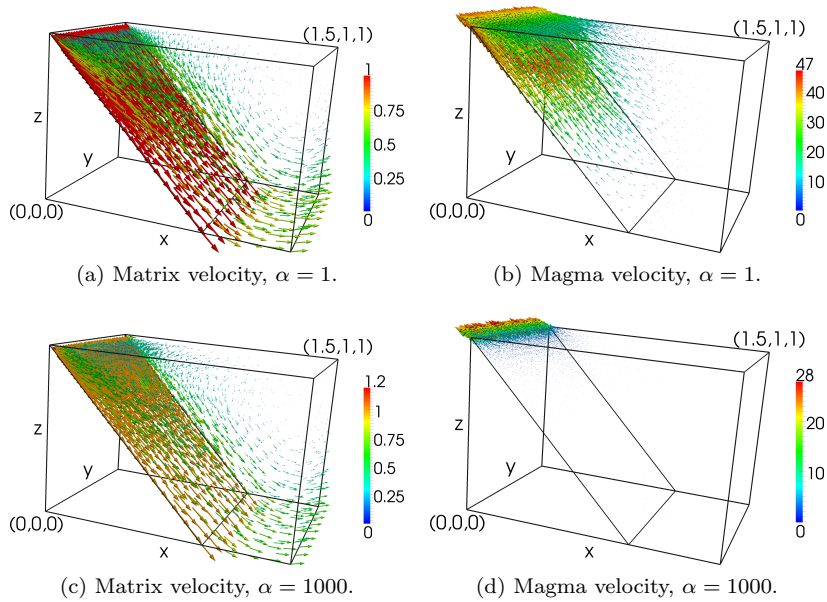 (1.5,1,1)
1
0.75
0.5
0.25
0
z
y
(0,0,0)
x
(a) Matrix velocity, α = 1.
(1.5,1,1)
47
40
30
20
10
0
z
y
(0,0,0)
x
(b) Magma velocity, α = 1.
(1.5,1,1)
1.2
1
0.75
0.5
0.25
0
z
y
(0,0,0)
x
(c) Matrix velocity, α = 1000.
(1.5,1,1)
28
20
10
0
z
y
(0,0,0)
x
(d) Magma velocity, α = 1000.